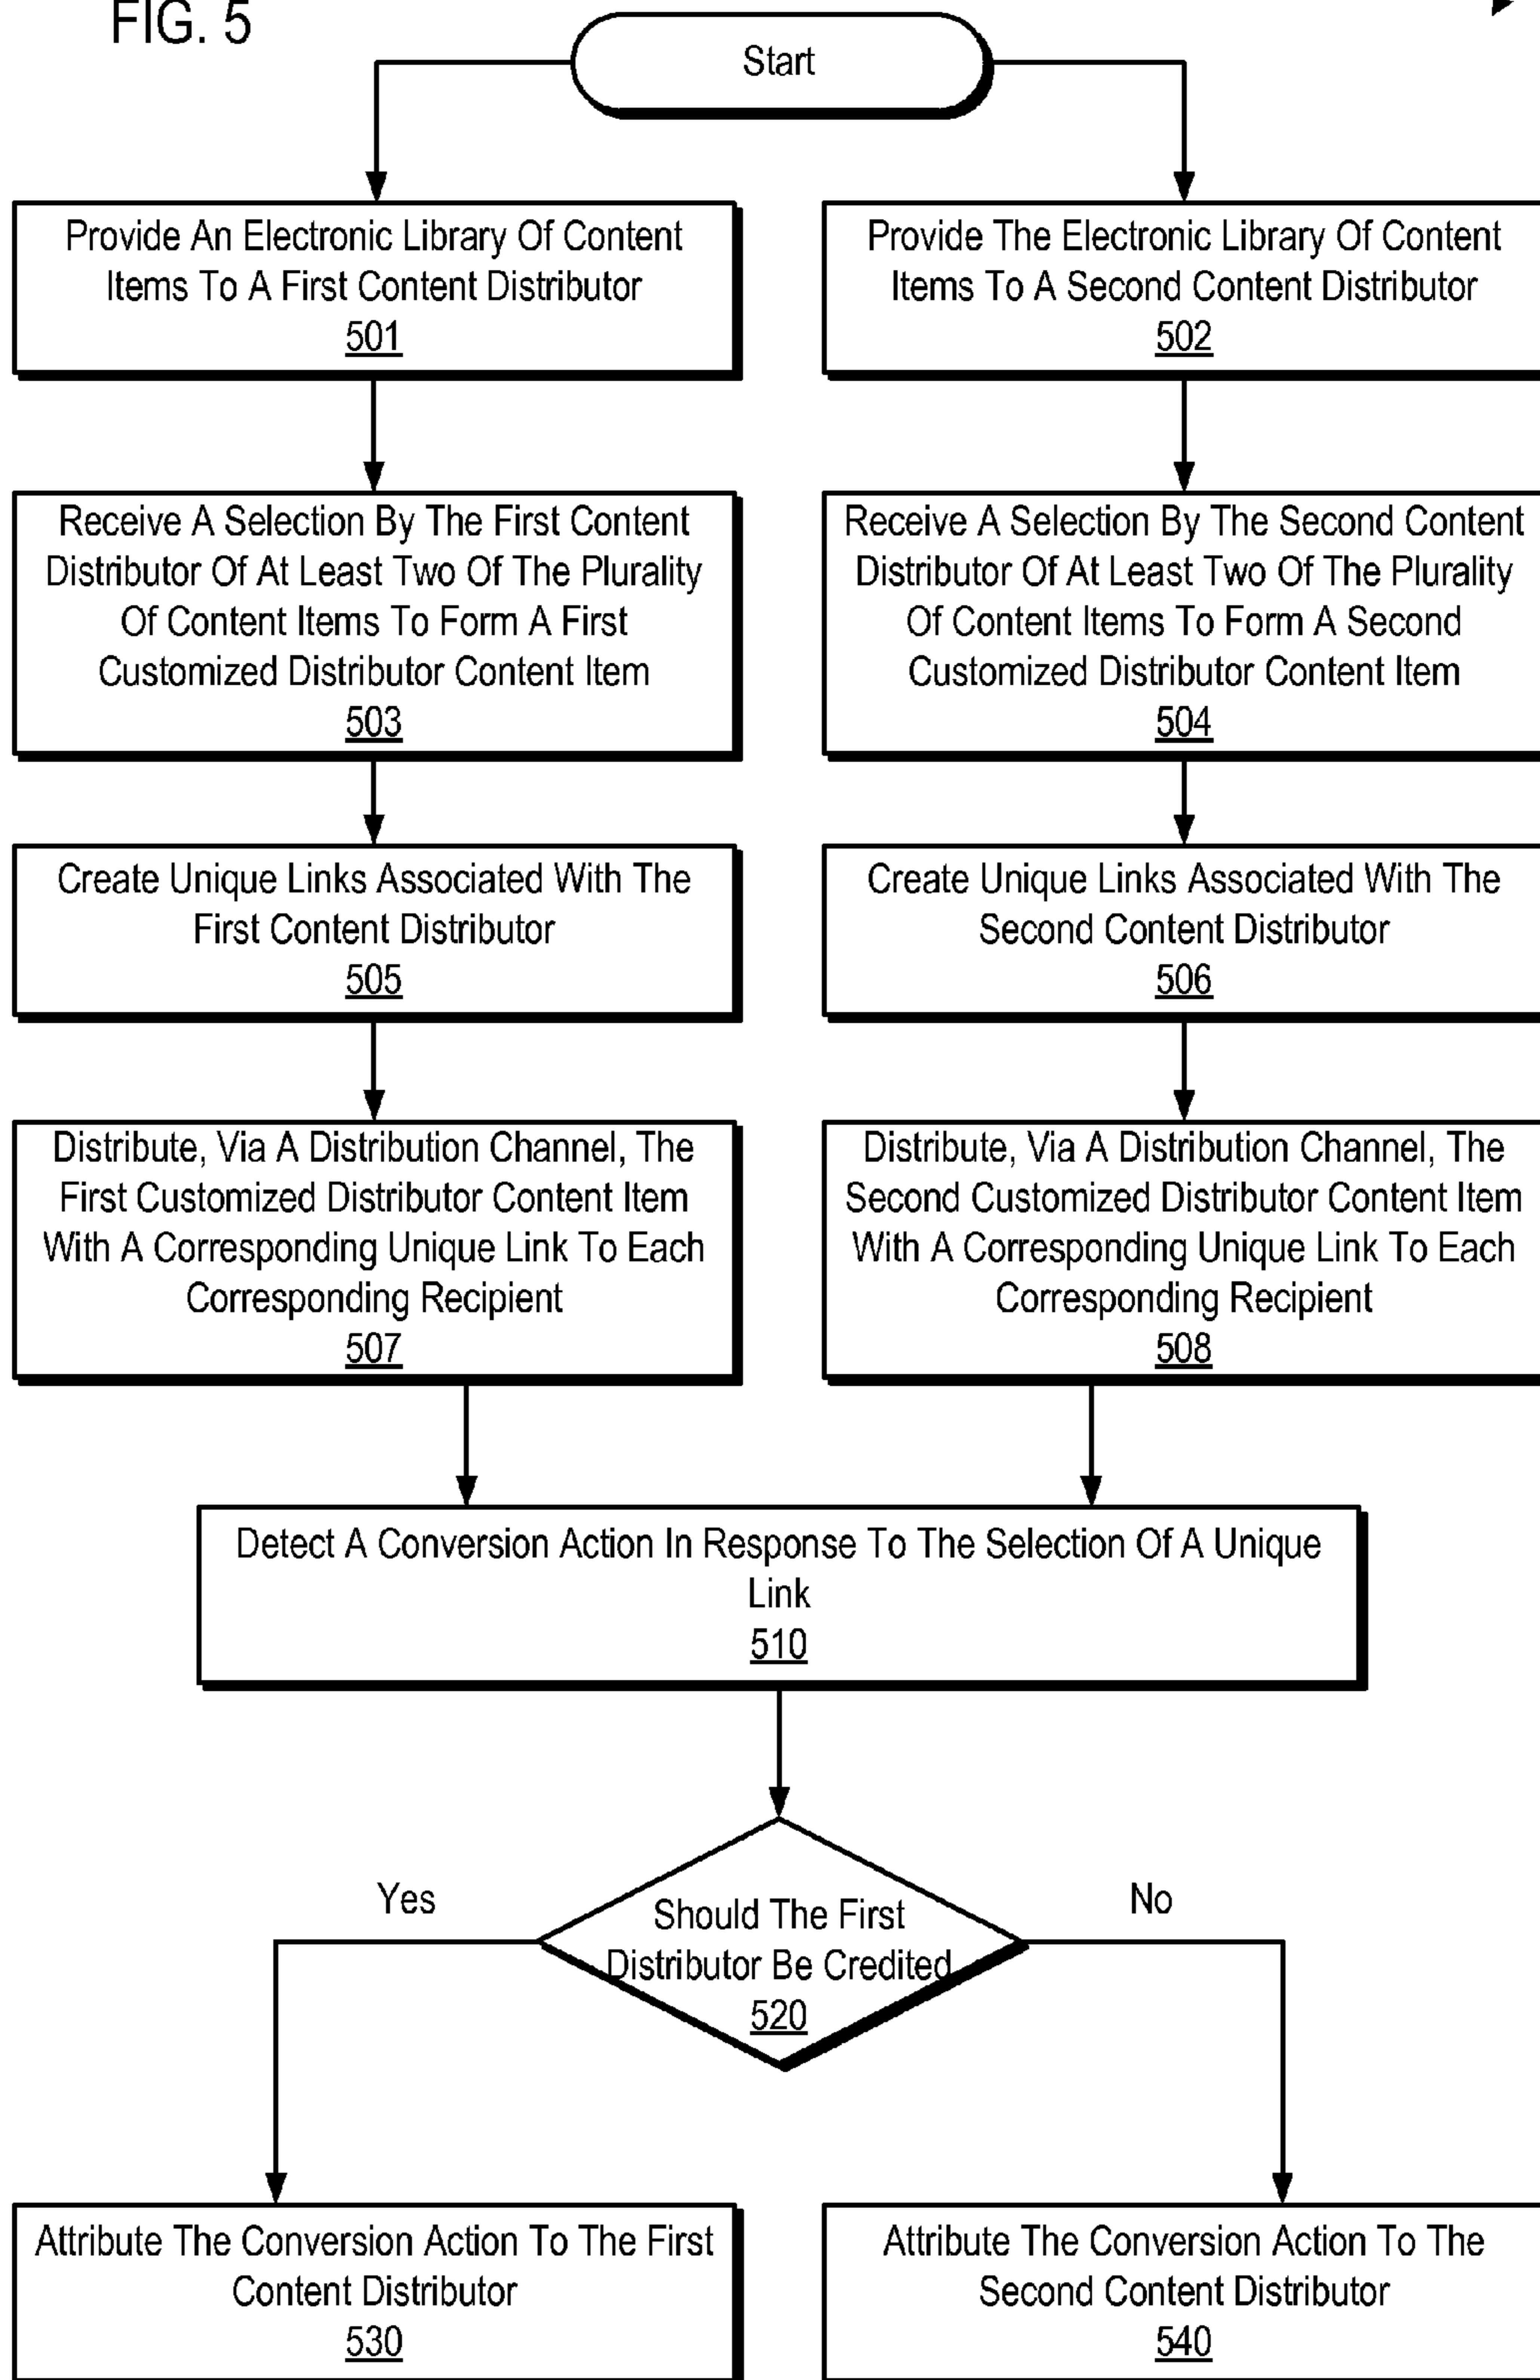 FIG. 5
Start
Provide An Electronic Library Of Content
Items To A First Content Distributor
501
Provide The Electronic Library Of Content
Items To A Second Content Distributor
502
Receive A Selection By The First Content
Distributor Of At Least Two Of The Plurality
Of Content Items To Form A First
Customized Distributor Content Item
503
Receive A Selection By The Second Content
Distributor Of At Least Two Of The Plurality
Of Content Items To Form A Second
Customized Distributor Content Item
504
Create Unique Links Associated With The
First Content Distributor
505
Create Unique Links Associated With The
Second Content Distributor
506
Distribute, Via A Distribution Channel, The
First Customized Distributor Content Item
With A Corresponding Unique Link To Each
Corresponding Recipient
507
Distribute, Via A Distribution Channel, The
Second Customized Distributor Content Item
With A Corresponding Unique Link To Each
Corresponding Recipient
508
Detect A Conversion Action In Response To The Selection Of A Unique
Link
510
Yes
Should The First
Distributor Be Credited
520
No
Attribute The Conversion Action To The First
Content Distributor
530
Attribute The Conversion Action To The
Second Content Distributor
540